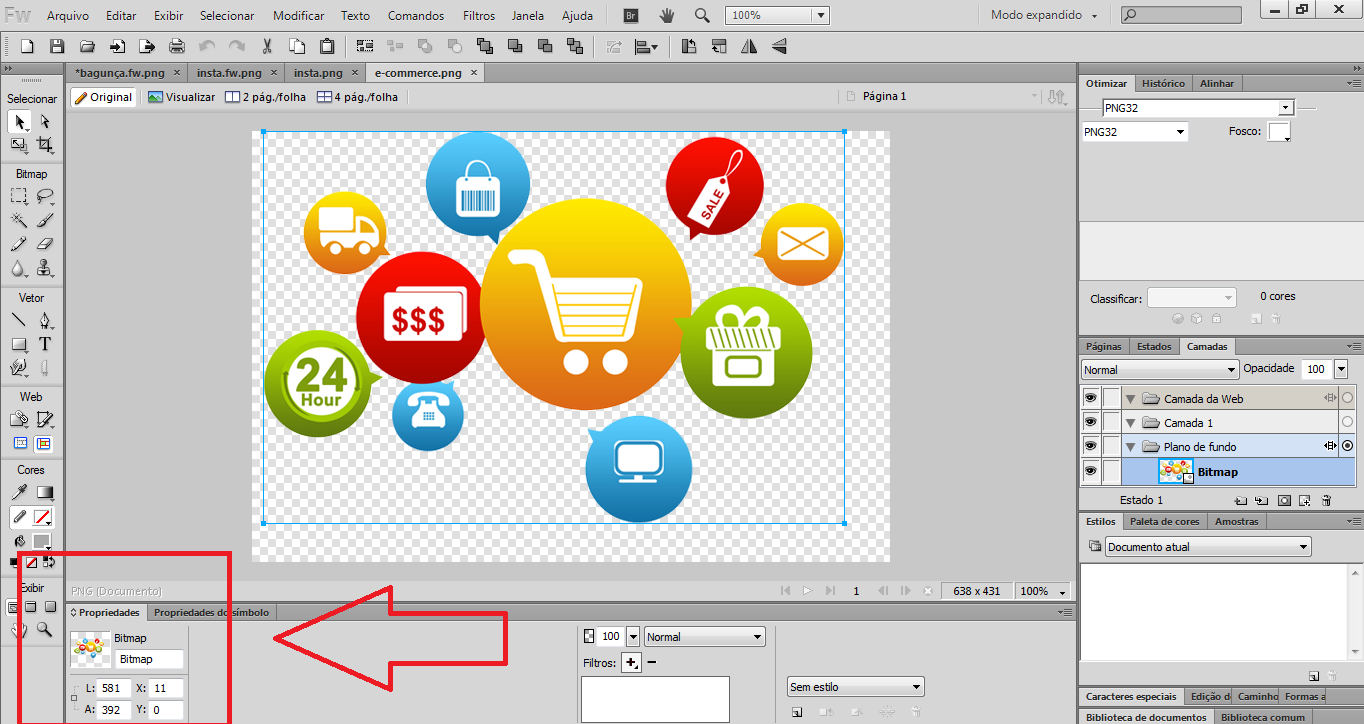 Fw Arquivo Editar Exibir Selecionar Modificar Texto Comandos Filtros Janela Ajuda Br 100% Modo expandido
*bagunça.fw.png × insta.fw.png × insta.png × e-commerce.png ×
Original Visualizar 2 pág./folha 4 pág./folha Página 1
Selecionar
Bitmap
Vetor
T
Web
Cores
Exibir
SALE
$$$
24
Hour
PNG (Documento) 1 638 x 431 100%
Propriedades Propriedades do símbolo
Bitmap
Bitmap
L: 581 X: 11
A: 392 Y: 0
100 Normal
Filtros:
Sem estilo
Otimizar Histórico Alinhar
PNG32
PNG32 Fosco:
Classificar: 0 cores
Páginas Estados Camadas
Normal Opacidade 100
Camada da Web
Camada 1
Plano de fundo
Bitmap
Estado 1
Estilos Paleta de cores Amostras
Documento atual
Caracteres especiais Edição d Caminho Formas a
Biblioteca de documentos Biblioteca comum